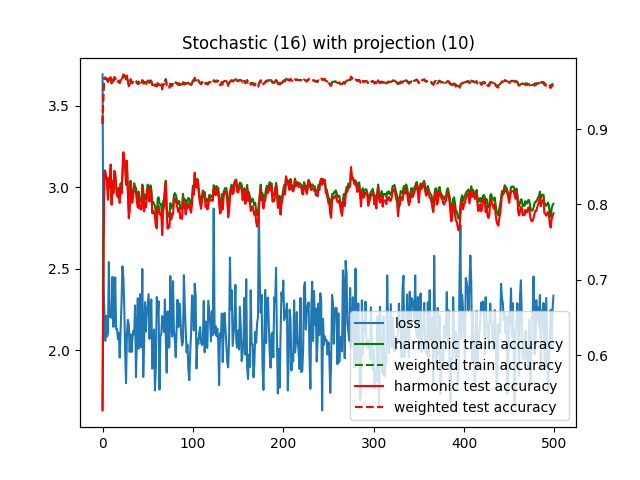 Stochastic (16) with projection (10)
3.5
3.0
2.5
2.0
0.9
0.8
0.7
0.6
loss
harmonic train accuracy
weighted train accuracy
harmonic test accuracy
weighted test accuracy
0 100 200 300 400 500